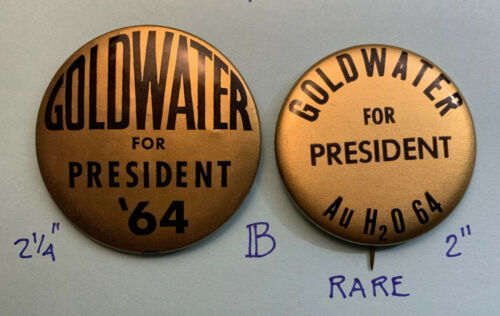 GOLDWATER
FOR
PRESIDENT
'64
GOLDWATER
FOR
PRESIDENT
Au H₂O 64
2¼"
B
2"
RARE